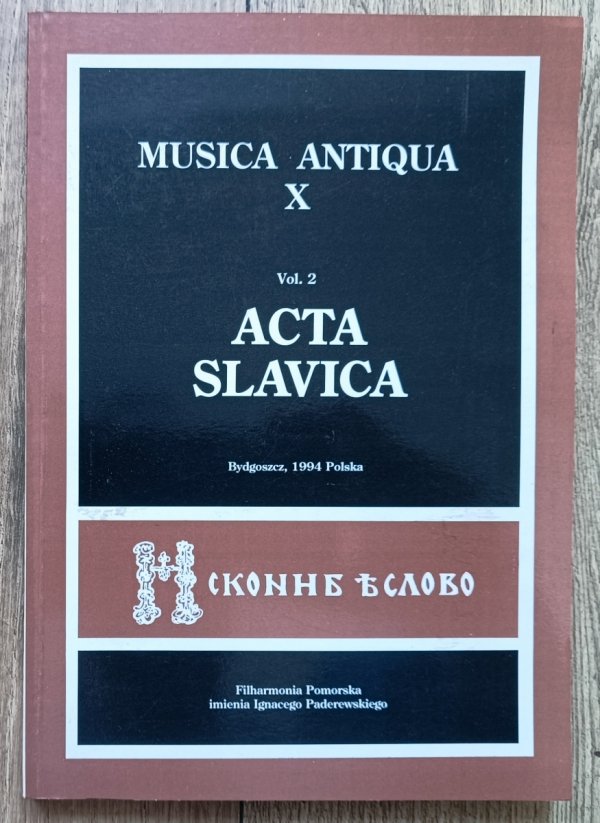 MUSICA ANTIQUA
X
Vol. 2
ACTA
SLAVICA
Bydgoszcz, 1994 Polska
Искони бѣ слово
Filharmonia Pomorska
imienia Ignacego Paderewskiego